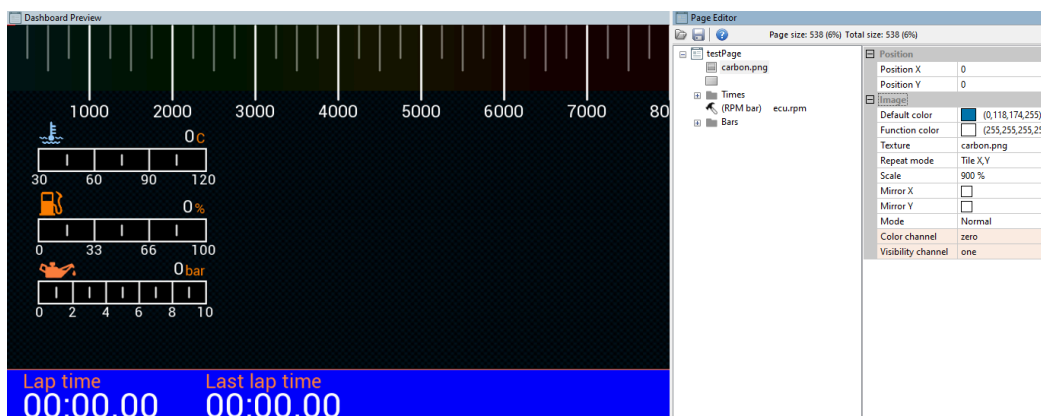 Dashboard Preview
1000 2000 3000 4000 5000 6000 7000 80
0 C
30 60 90 120
0 %
0 33 66 100
0 bar
0 2 4 6 8 10
Lap time Last lap time
00:00.00 00:00.00
Page Editor
Page size: 538 (6%) Total size: 538 (6%)
testPage
carbon.png
Times
(RPM bar) ecu.rpm
Bars
Position
Position X 0
Position Y 0
Image
Default color (0,118,174,255)
Function color (255,255,255,25
Texture carbon.png
Repeat mode Tile X,Y
Scale 900 %
Mirror X
Mirror Y
Mode Normal
Color channel zero
Visibility channel one